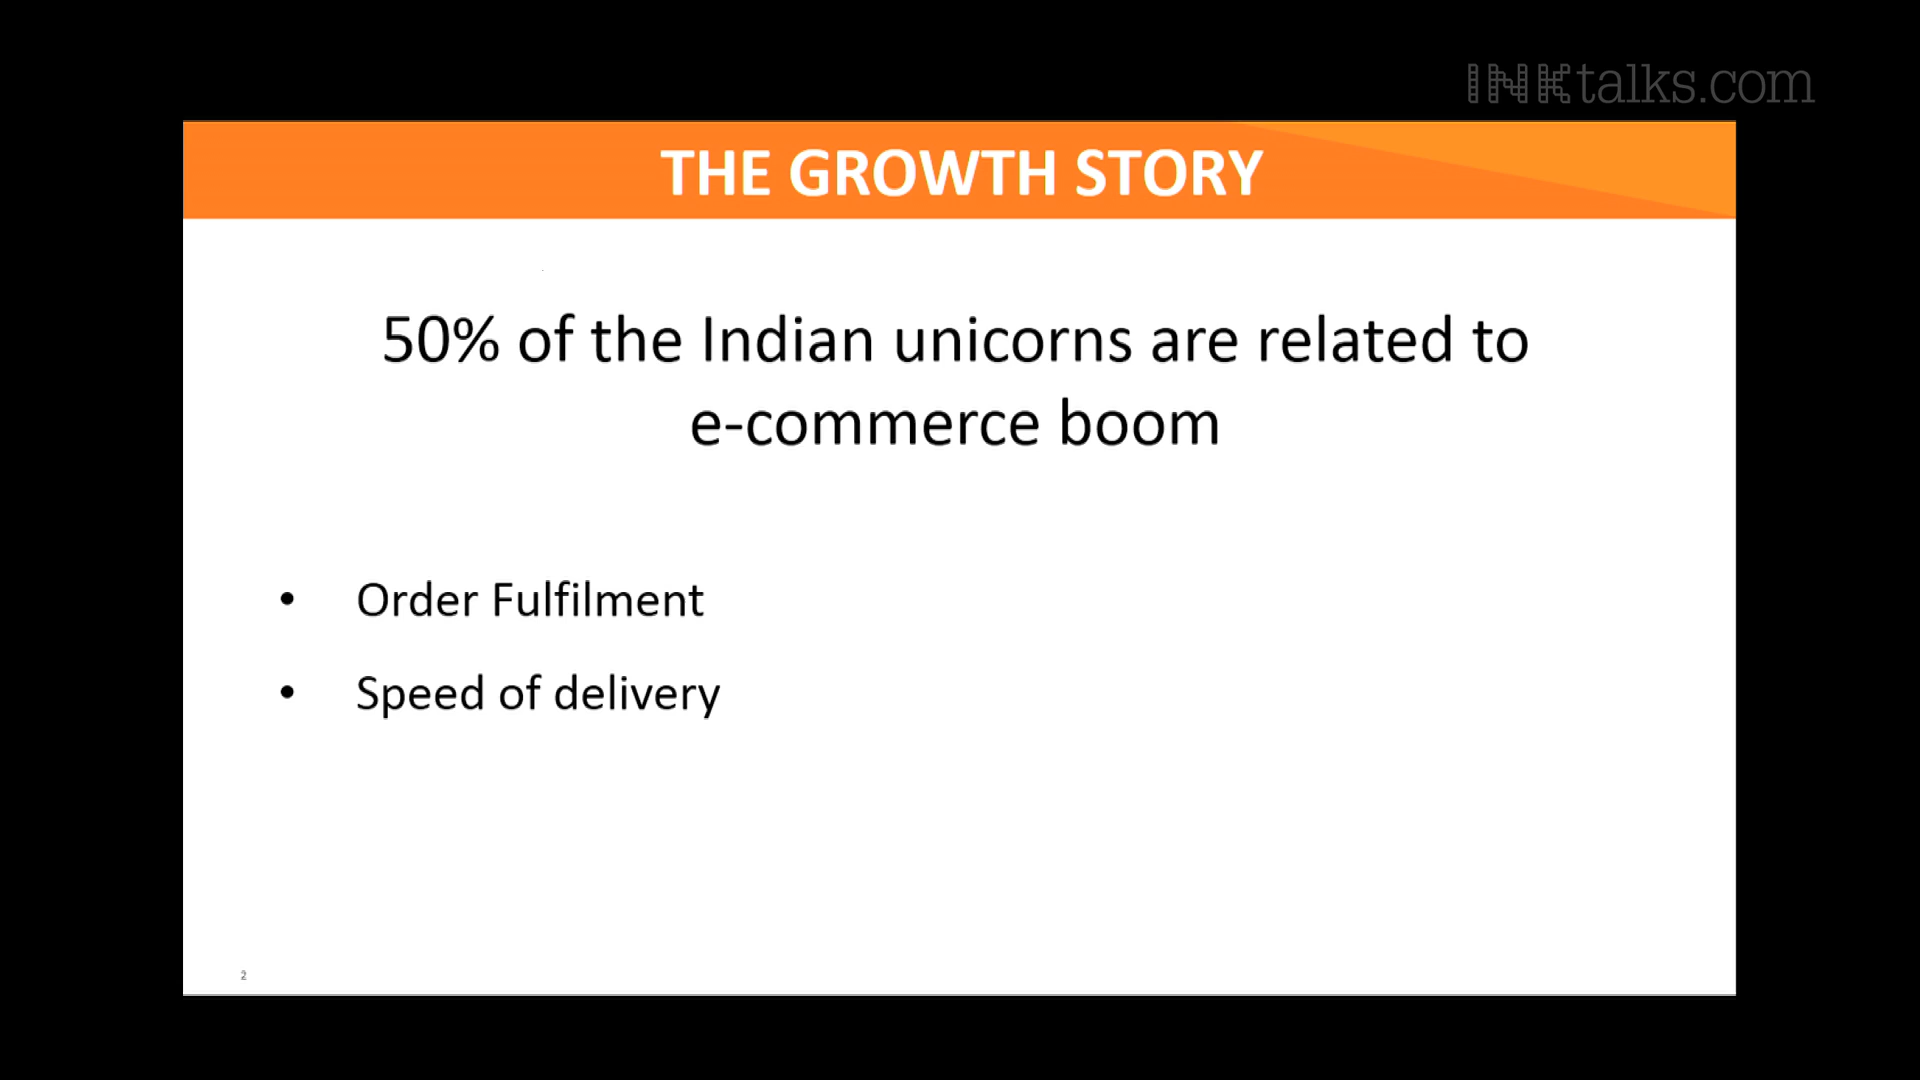 INKtalks.com
THE GROWTH STORY
50% of the Indian unicorns are related to
e-commerce boom
• Order Fulfilment
• Speed of delivery
2